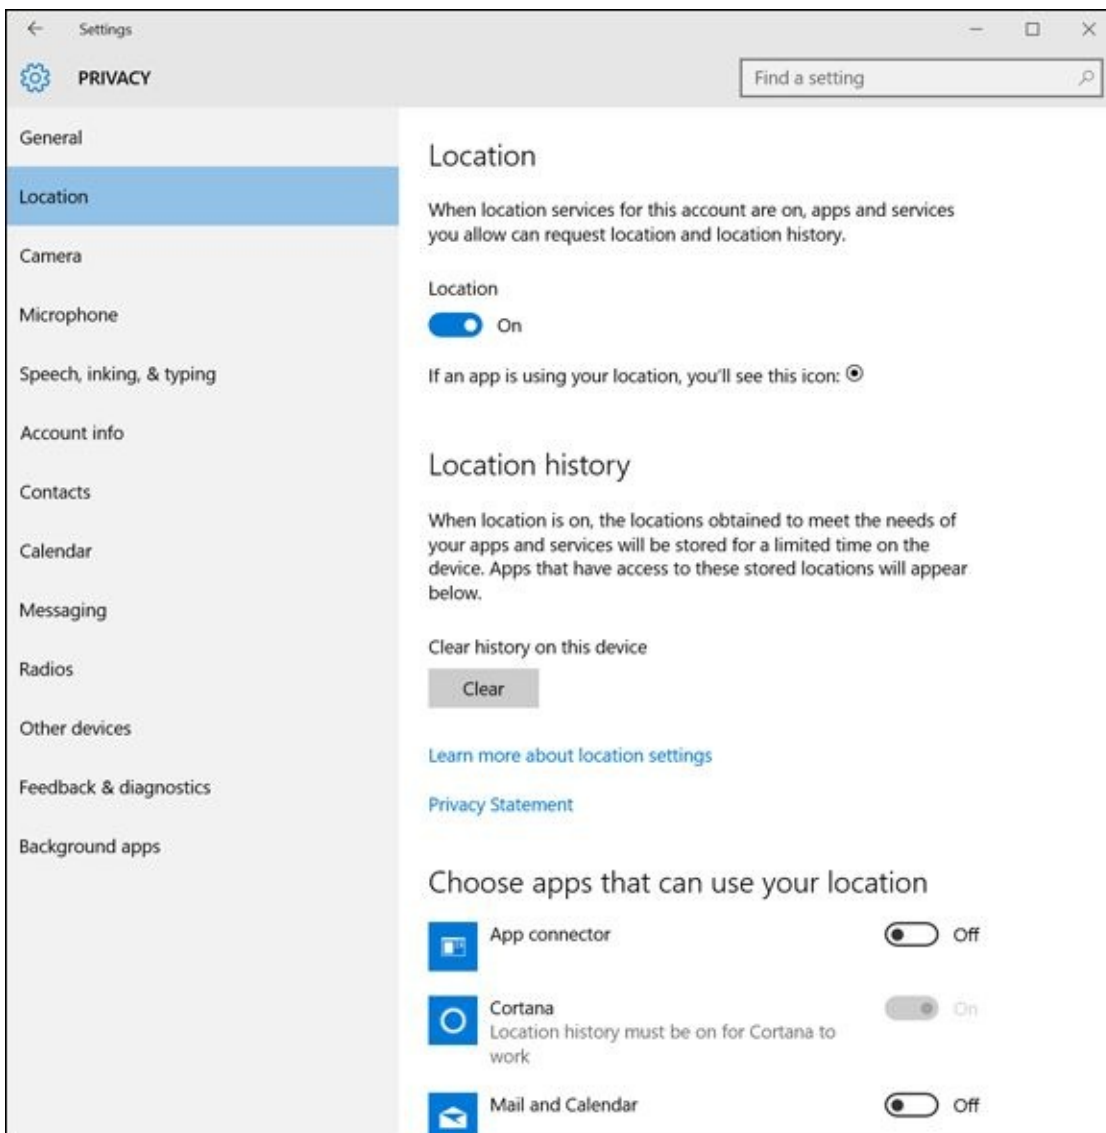 Settings
PRIVACY
Find a setting
General
Location
Camera
Microphone
Speech, inking, & typing
Account info
Contacts
Calendar
Messaging
Radios
Other devices
Feedback & diagnostics
Background apps
Location
When location services for this account are on, apps and services
you allow can request location and location history.
Location
On
If an app is using your location, you'll see this icon:
Location history
When location is on, the locations obtained to meet the needs of
your apps and services will be stored for a limited time on the
device. Apps that have access to these stored locations will appear
below.
Clear history on this device
Clear
Learn more about location settings
Privacy Statement
Choose apps that can use your location
App connector
Off
Cortana
On
Location history must be on for Cortana to
work
Mail and Calendar
Off